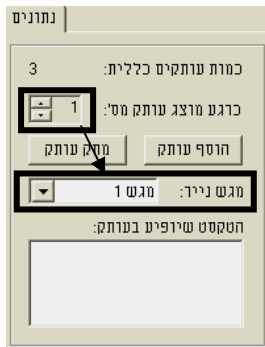 נתונים
כמות עותקים כללית: 3
כרגע מוצג עותק מס': 1
הוסף עותק מחק עותק
מגש נייד: מגש 1
הטקסט שיופיע בעותק: